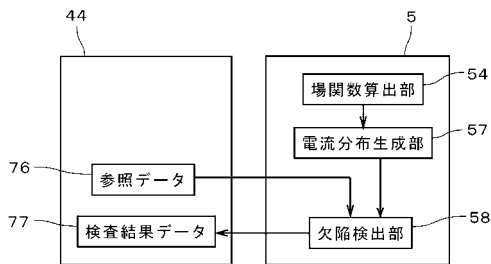 44
5
場関数算出部
54
電流分布生成部
57
76
参照データ
77
検査結果データ
欠陥検出部
58